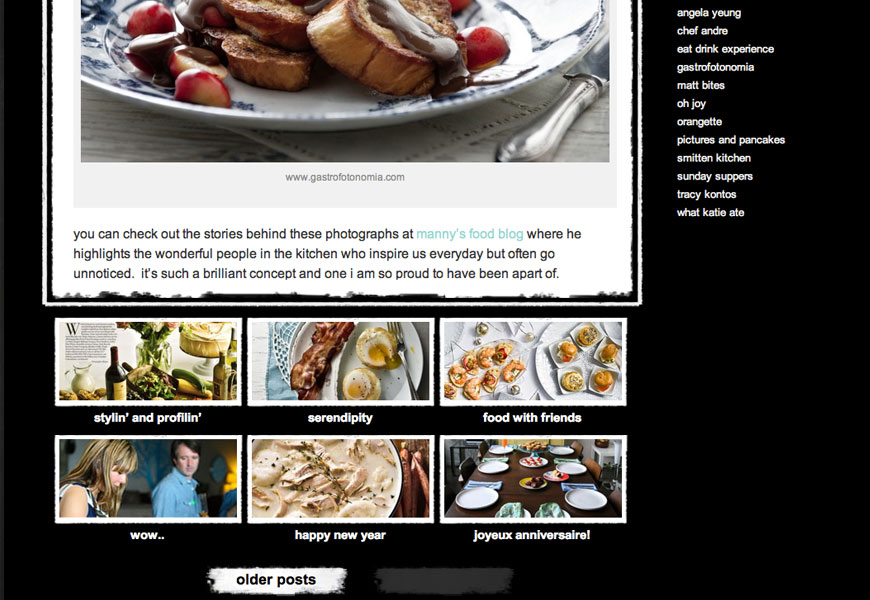 www.gastrofotonomia.com
you can check out the stories behind these photographs at manny's food blog where he
highlights the wonderful people in the kitchen who inspire us everyday but often go
unnoticed.  it's such a brilliant concept and one i am so proud to have been apart of.
stylin' and profilin'
serendipity
food with friends
wow..
happy new year
joyeux anniversaire!
older posts
angela yeung
chef andre
eat drink experience
gastrofotonomia
matt bites
oh joy
orangette
pictures and pancakes
smitten kitchen
sunday suppers
tracy kontos
what katie ate